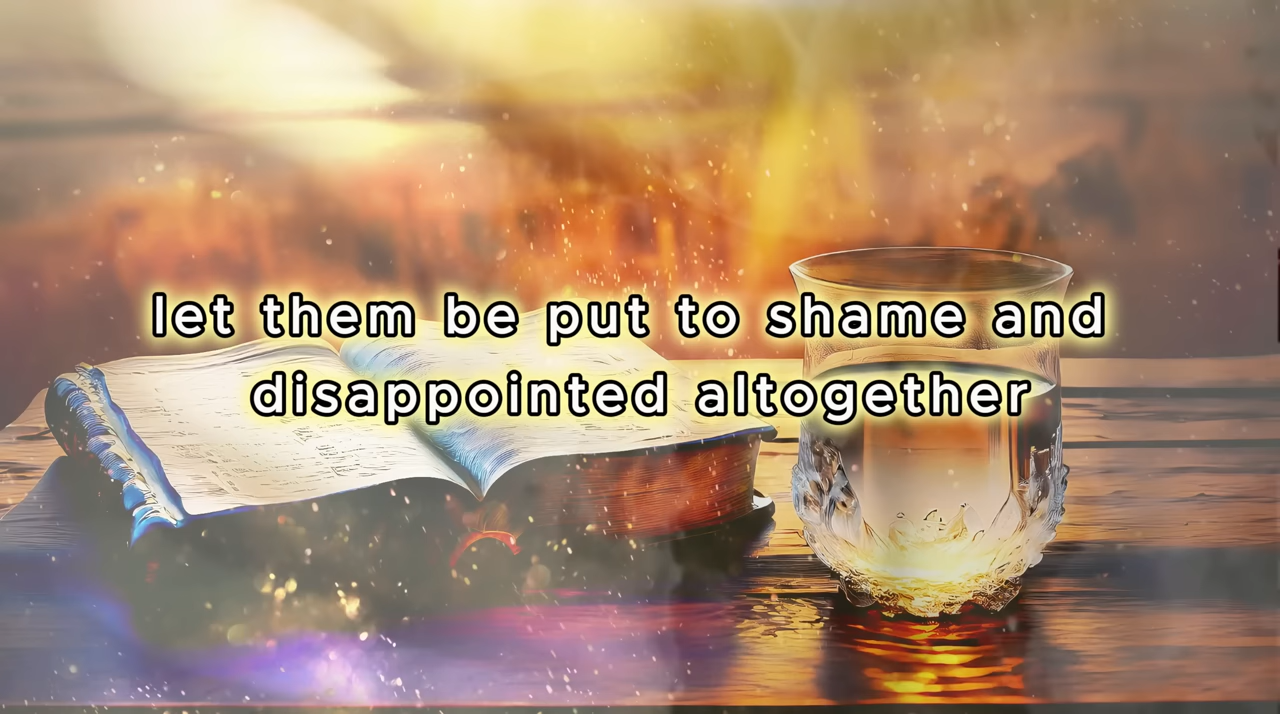 let them be put to shame and
disappointed altogether